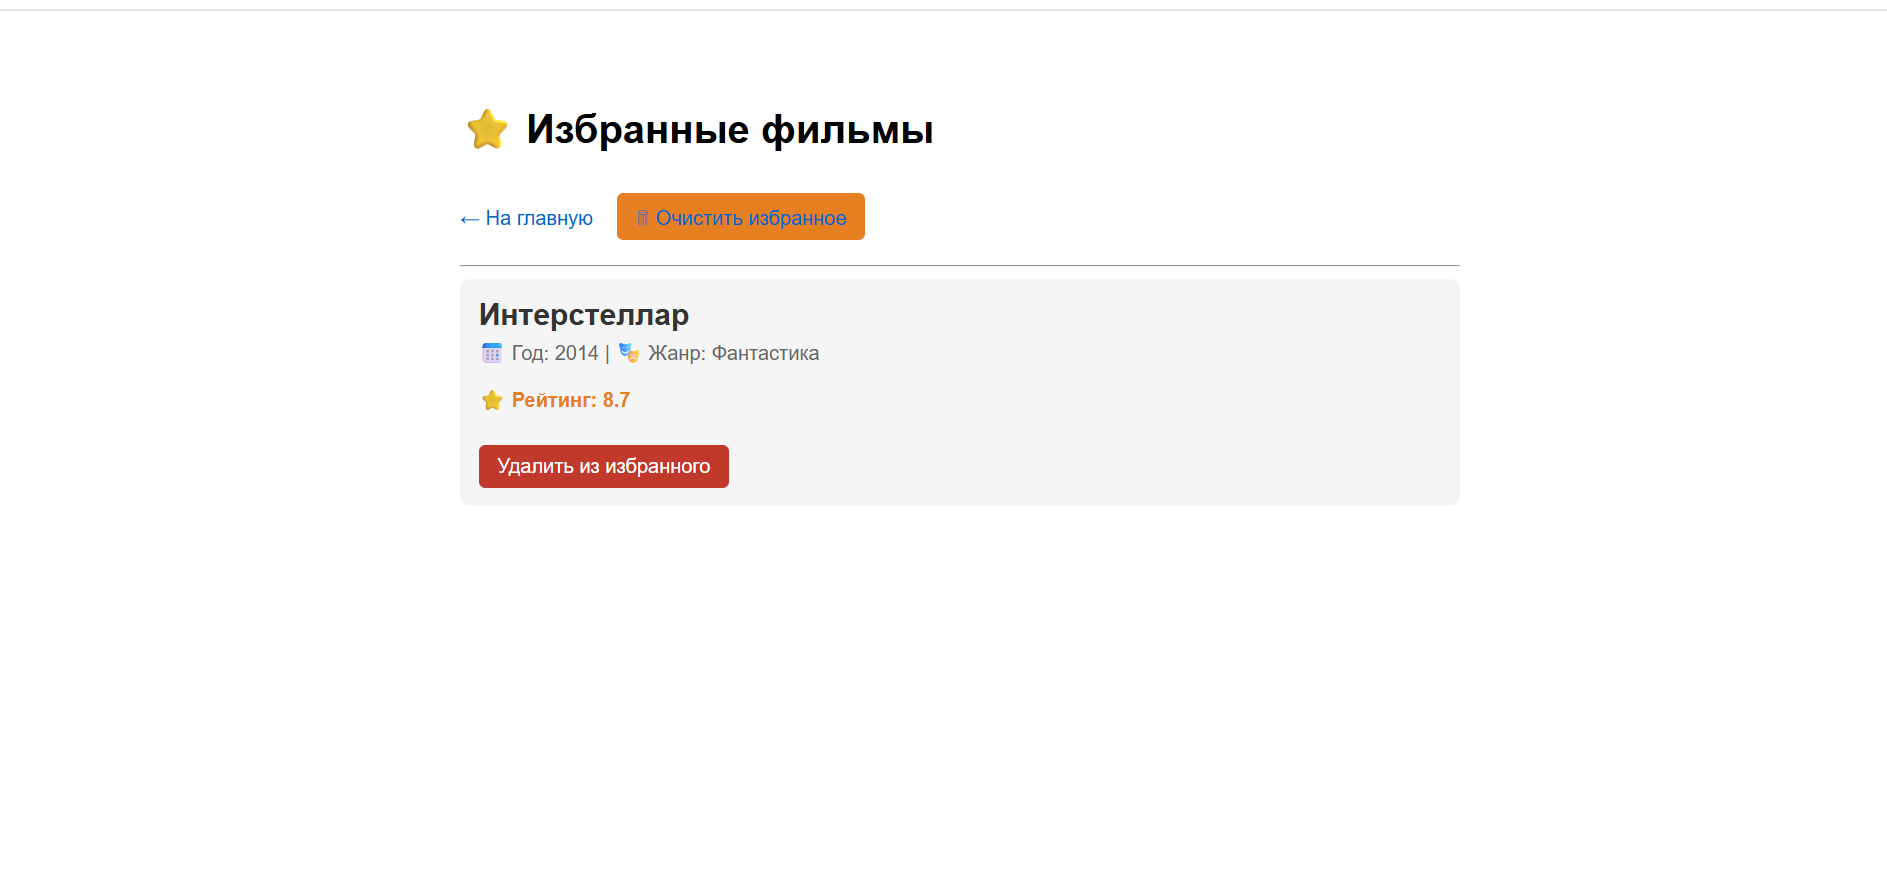 ⭐ Избранные фильмы
← На главную 🗑 Очистить избранное
Интерстеллар
📅 Год: 2014 | 🎭 Жанр: Фантастика
⭐ Рейтинг: 8.7
Удалить из избранного